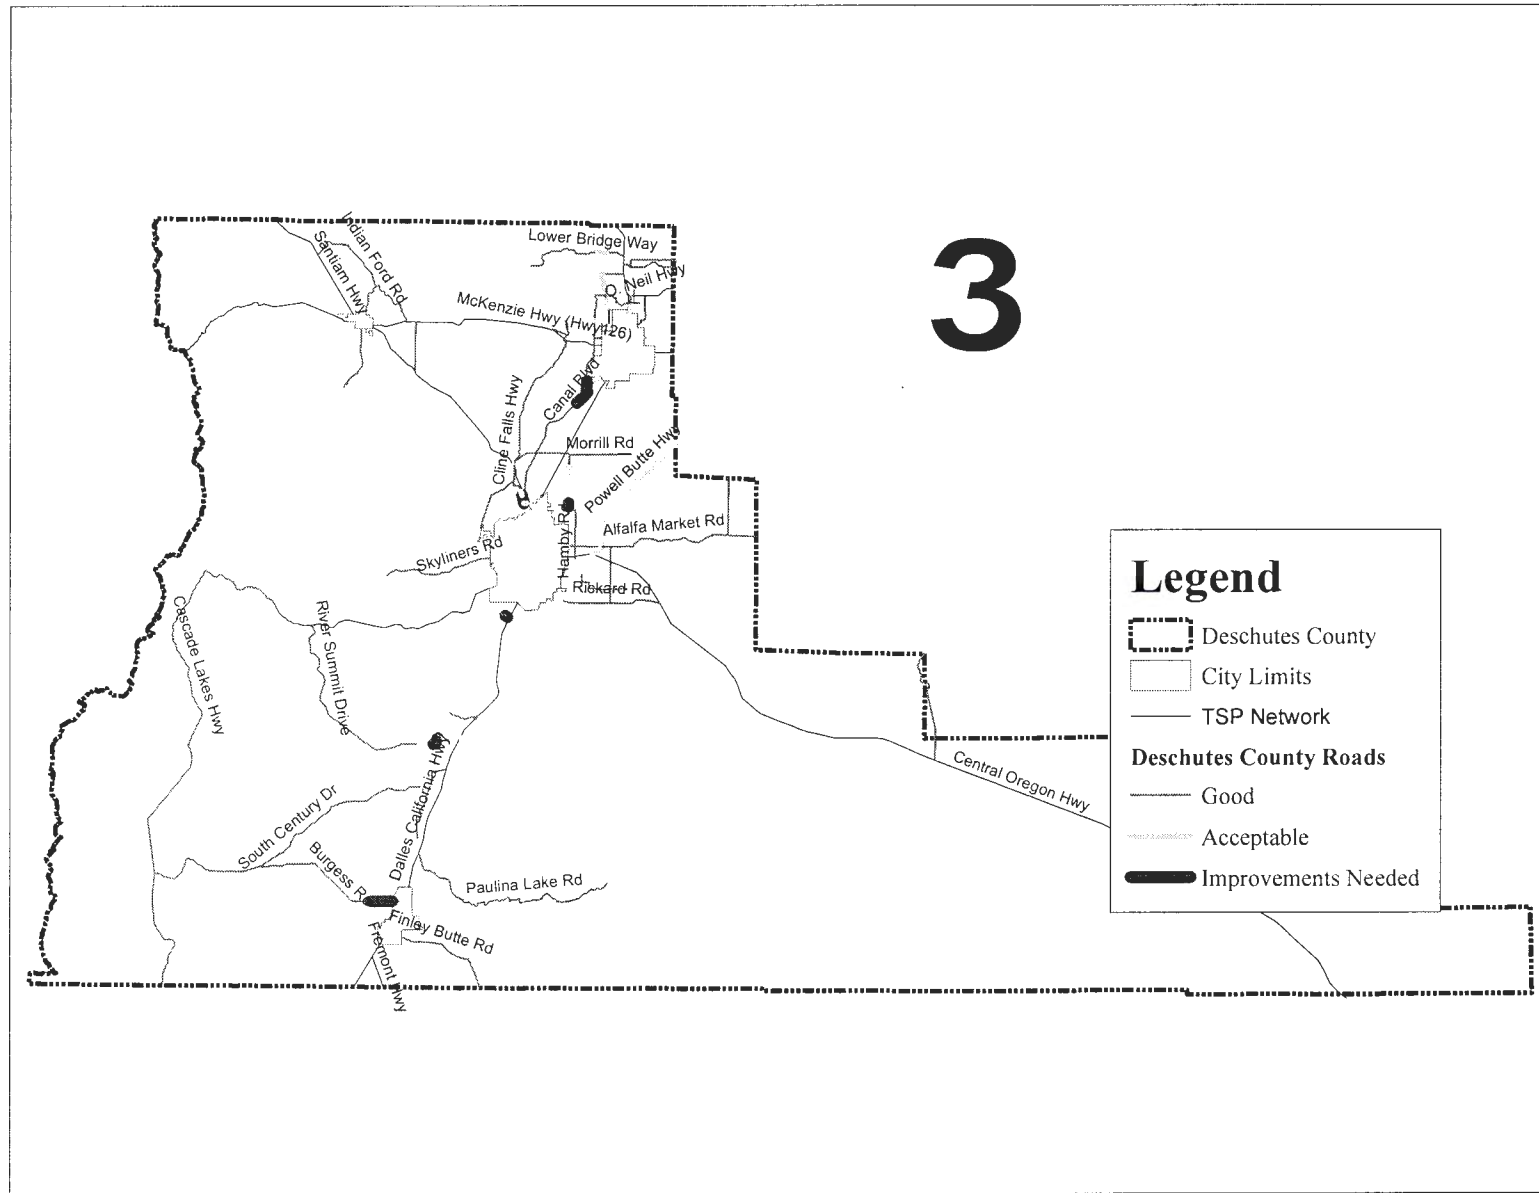 3
Indian Ford Rd
Santiam Hwy
Lower Bridge Way
O Neil Hwy
McKenzie Hwy (Hwy126)
Canal Blvd
Cline Falls Hwy
Morrill Rd
Powell Butte Hwy
Alfalfa Market Rd
Hamby Rd
Skyliners Rd
Rickard Rd
Cascade Lakes Hwy
River Summit Drive
Dalles California Hwy
Central Oregon Hwy
South Century Dr
Burgess R
Paulina Lake Rd
Finley Butte Rd
Fremont Hwy
Legend
Deschutes County
City Limits
TSP Network
Deschutes County Roads
Good
Acceptable
Improvements Needed